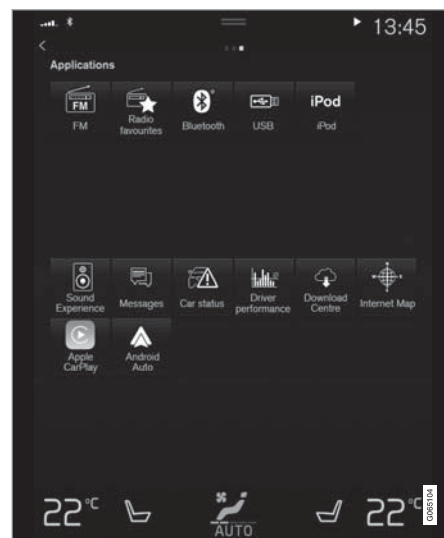 13:45
Applications
FM
FM
Radio
favourites
Bluetooth
USB
iPod
iPod
Sound
Experience
Messages
Car status
Driver
performance
Download
Centre
Internet Map
Apple
CarPlay
Android
Auto
22°C
AUTO
22°C
G065104